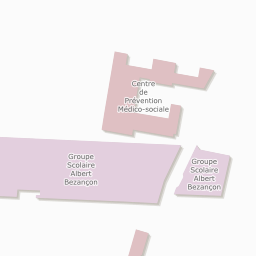 Centre
de
Prévention
Médico-sociale
Groupe
Scolaire
Albert
Bezançon
Groupe
Scolaire
Albert
Bezançon